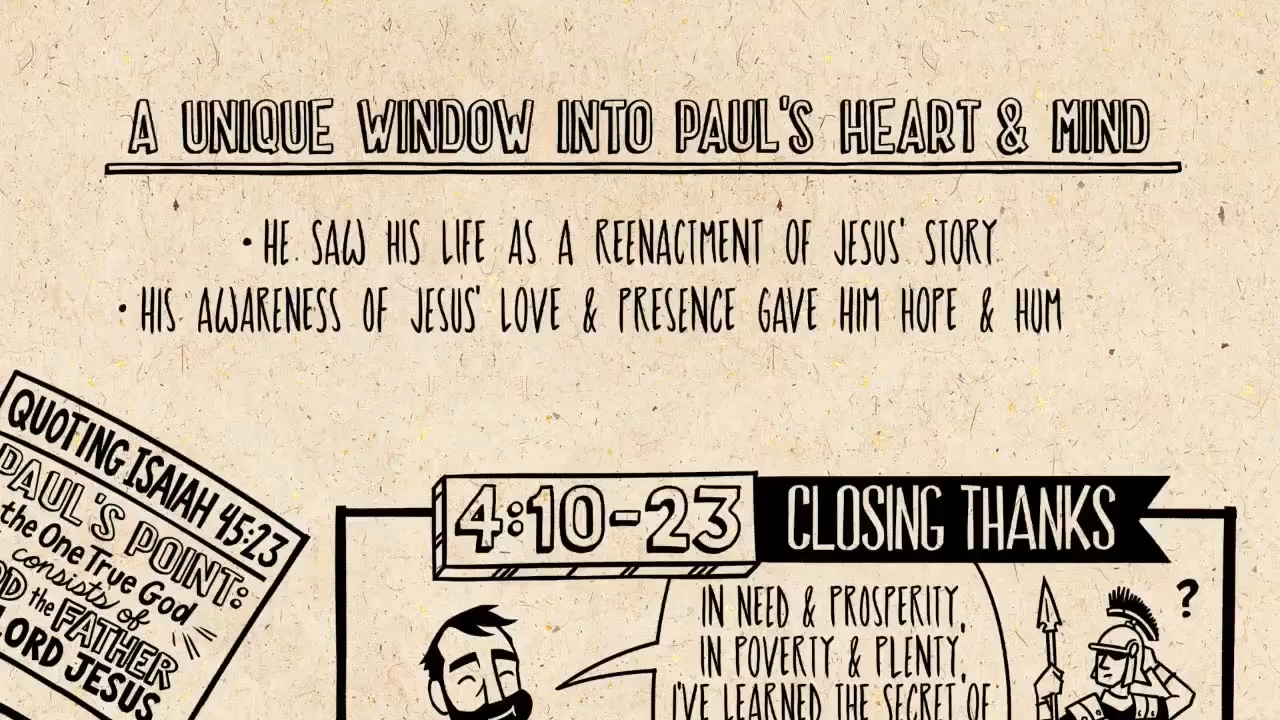 A UNIQUE WINDOW INTO PAUL'S HEART & MIND
• HE SAW HIS LIFE AS A REENACTMENT OF JESUS' STORY
• HIS AWARENESS OF JESUS' LOVE & PRESENCE GAVE HIM HOPE & HUM
QUOTING ISAIAH 45:23
PAUL'S POINT:
the One True God
consists of
the FATHER
LORD JESUS
4:10-23 CLOSING THANKS
IN NEED & PROSPERITY,
IN POVERTY & PLENTY,
I'VE LEARNED THE SECRET OF
?